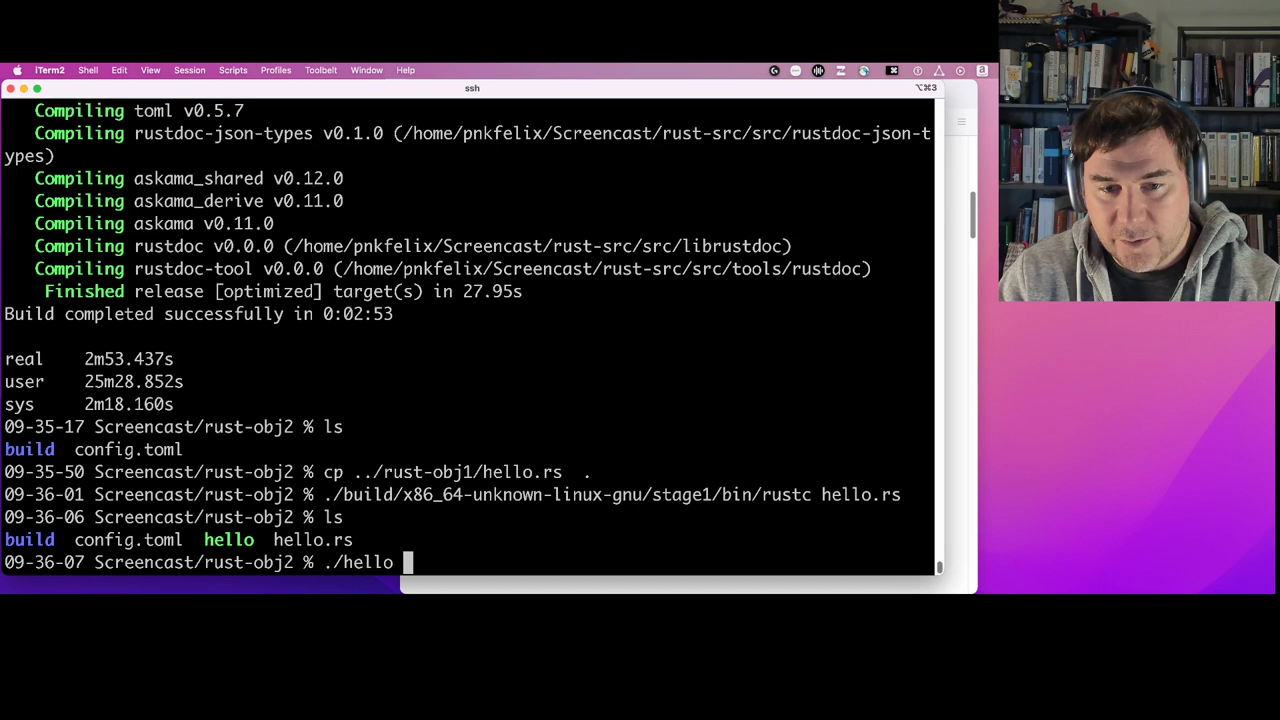 iTerm2 Shell Edit View Session Scripts Profiles Toolbelt Window Help
ssh
⌥⌘3
Compiling toml v0.5.7
Compiling rustdoc-json-types v0.1.0 (/home/pnkfelix/Screencast/rust-src/src/rustdoc-json-t
ypes)
Compiling askama_shared v0.12.0
Compiling askama_derive v0.11.0
Compiling askama v0.11.0
Compiling rustdoc v0.0.0 (/home/pnkfelix/Screencast/rust-src/src/librustdoc)
Compiling rustdoc-tool v0.0.0 (/home/pnkfelix/Screencast/rust-src/src/tools/rustdoc)
Finished release [optimized] target(s) in 27.95s
Build completed successfully in 0:02:53
real 2m53.437s
user 25m28.852s
sys 2m18.160s
09-35-17 Screencast/rust-obj2 % ls
build config.toml
09-35-50 Screencast/rust-obj2 % cp ../rust-obj1/hello.rs .
09-36-01 Screencast/rust-obj2 % ./build/x86_64-unknown-linux-gnu/stage1/bin/rustc hello.rs
09-36-06 Screencast/rust-obj2 % ls
build config.toml hello hello.rs
09-36-07 Screencast/rust-obj2 % ./hello